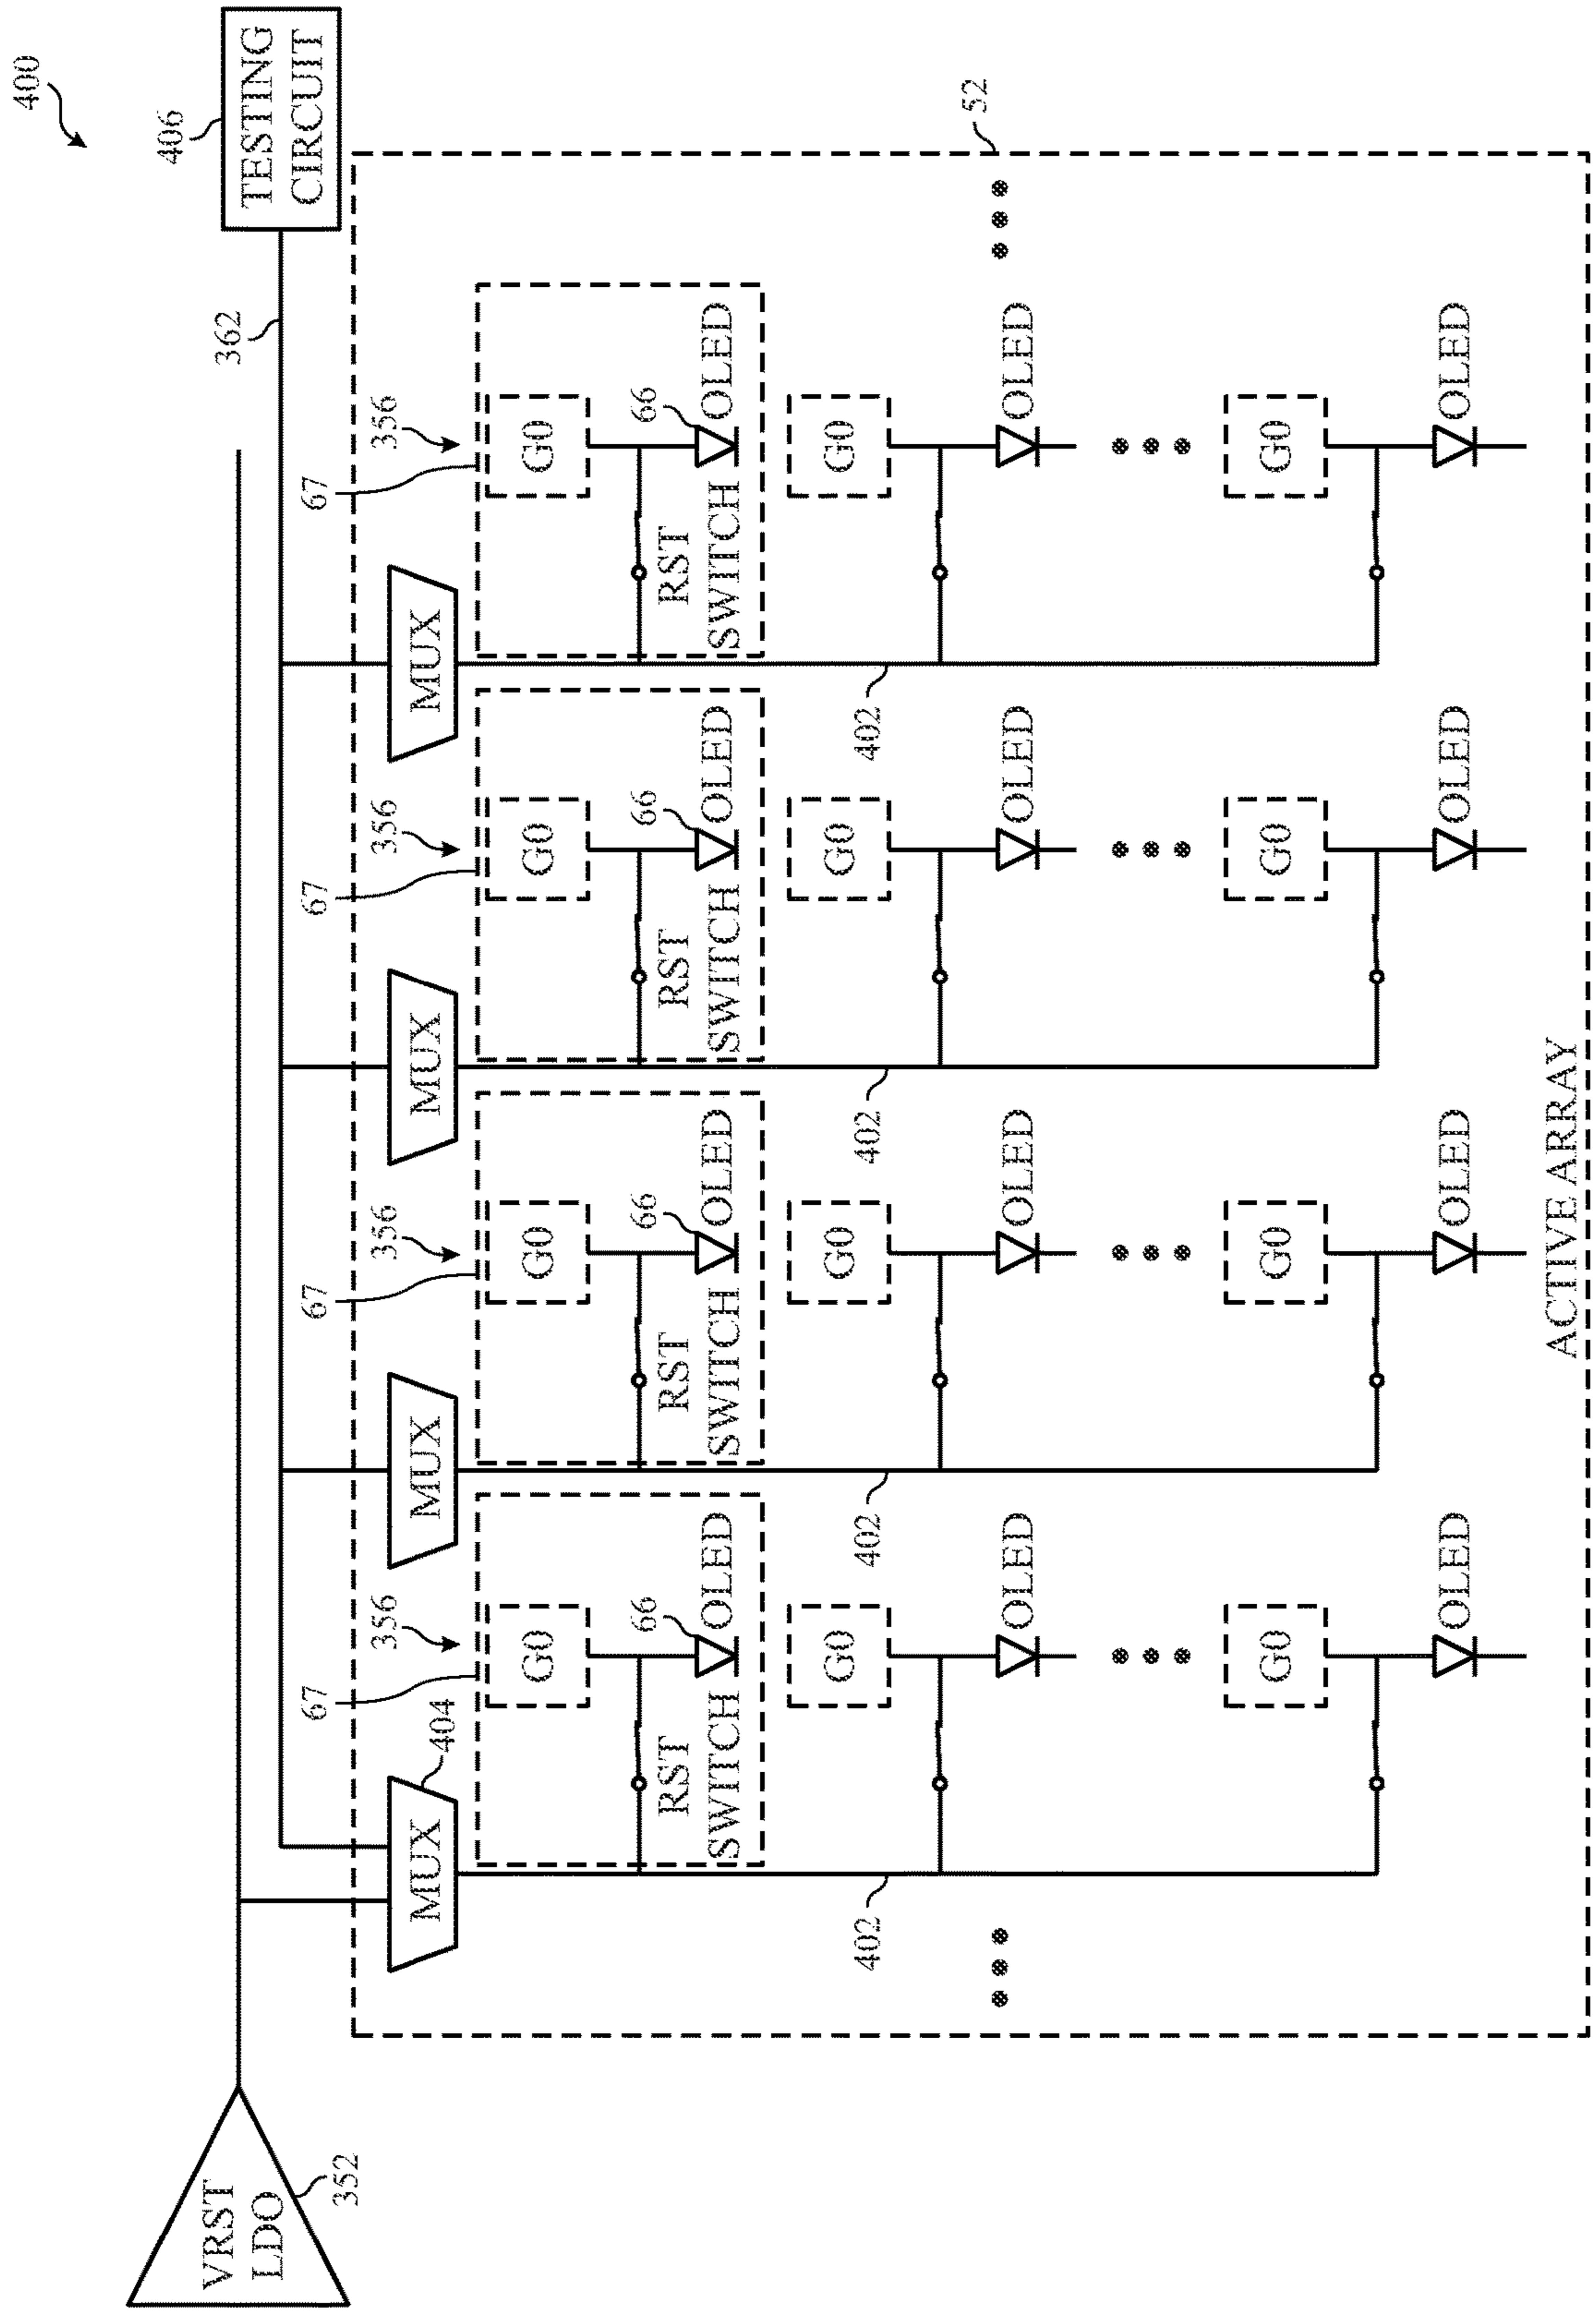 400
VRST
LDO
352
362
406
TESTING
CIRCUIT
52
MUX
404
MUX
MUX
MUX
67
356
67
356
67
356
67
356
G0
G0
G0
G0
66
66
66
66
RST
SWITCH
OLED
RST
SWITCH
OLED
RST
SWITCH
OLED
RST
SWITCH
OLED
G0
G0
G0
G0
402
402
402
402
OLED
OLED
OLED
OLED
G0
G0
G0
G0
OLED
OLED
OLED
OLED
ACTIVE ARRAY